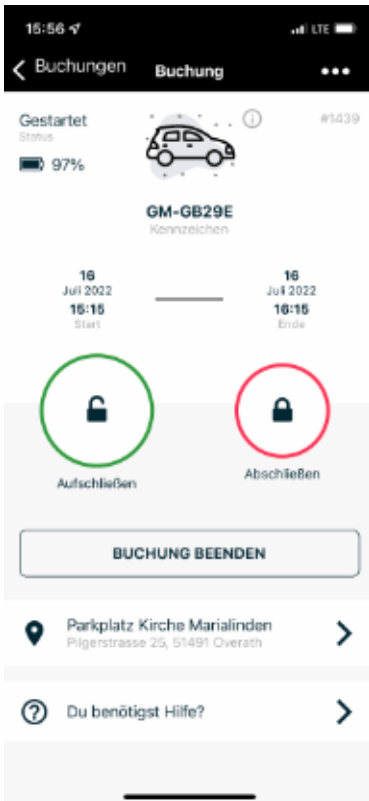 15:56
LTE
Buchungen
Buchung
Gestartet
#1439
Status
97%
GM-GB29E
Kennzeichen
16
Juli 2022
15:15
Start
16
Juli 2022
16:15
Ende
Aufschließen
Abschließen
BUCHUNG BEENDEN
Parkplatz Kirche Marialinden
Pilgerstrasse 25, 51491 Overath
Du benötigst Hilfe?